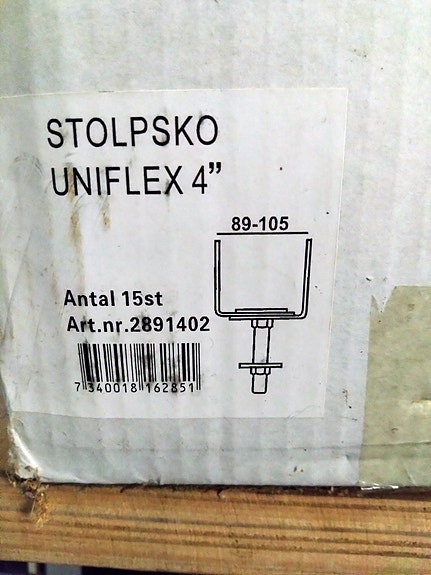 STOLPSKO
UNIFLEX 4”
89-105
Antal 15st
Art.nr.2891402
7 340018 162851